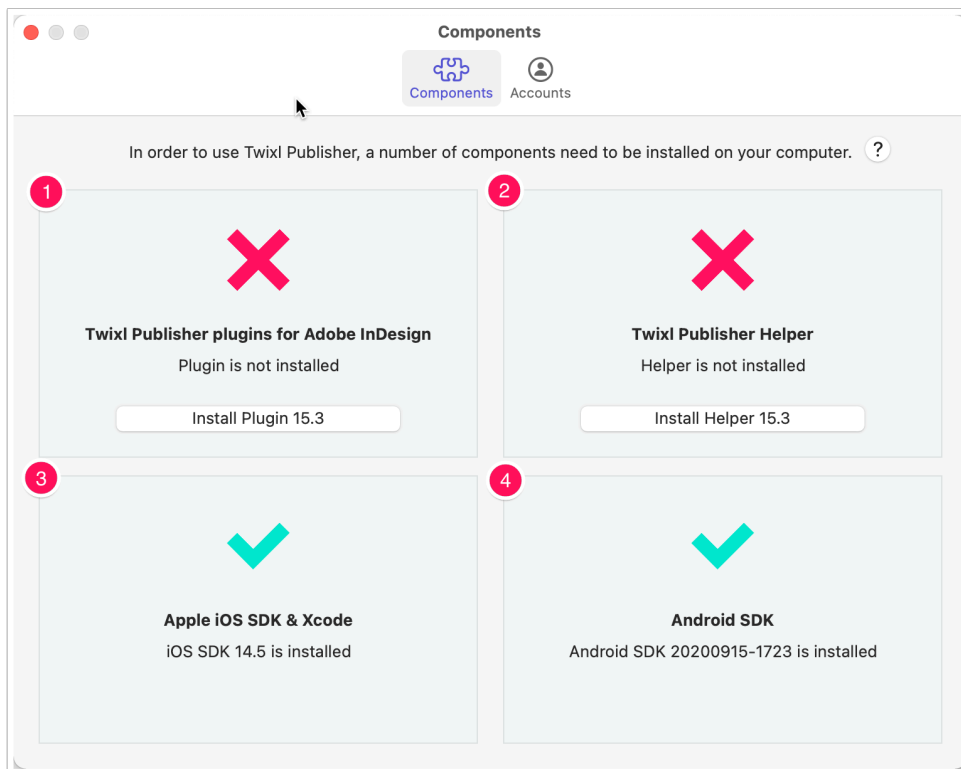 Components
Components
Accounts
In order to use Twixl Publisher, a number of components need to be installed on your computer.
?
1
2
Twixl Publisher plugins for Adobe InDesign
Plugin is not installed
Install Plugin 15.3
Twixl Publisher Helper
Helper is not installed
Install Helper 15.3
3
4
Apple iOS SDK & Xcode
iOS SDK 14.5 is installed
Android SDK
Android SDK 20200915-1723 is installed